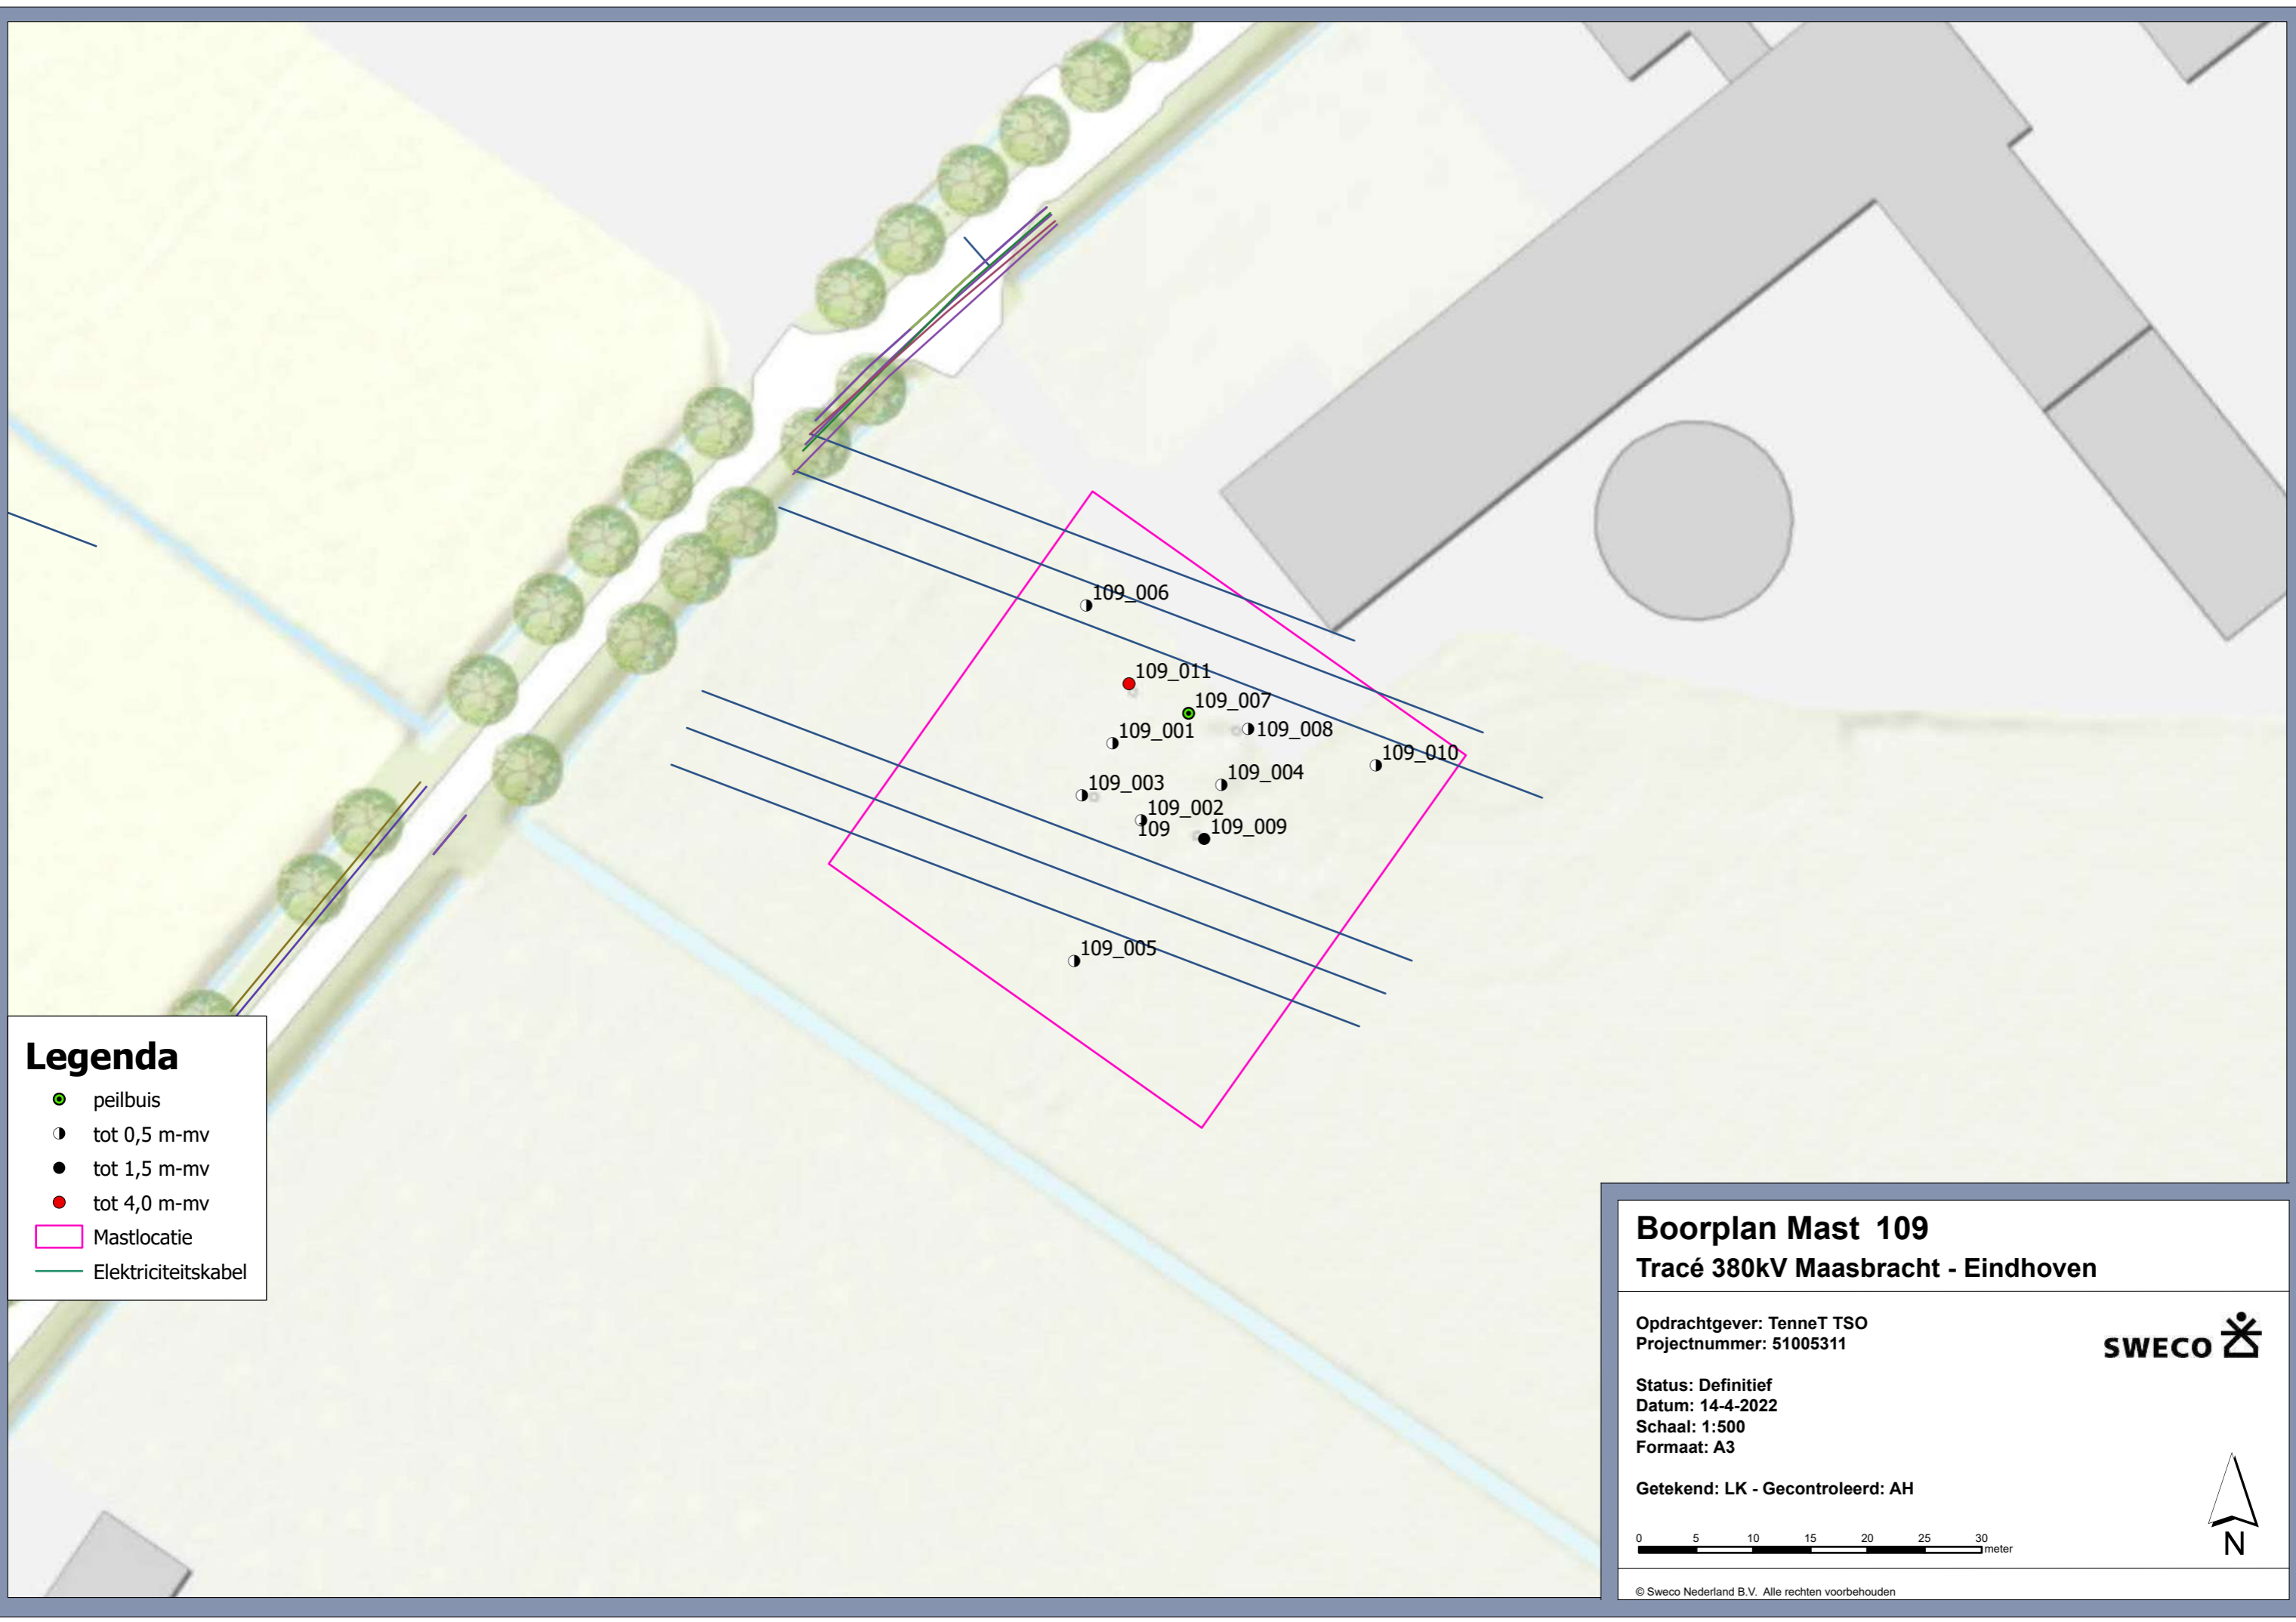 109_006
109_011
109_007
109_001
109_008
109_010
109_003
109_004
109_002
109
109_009
109_005
Legenda
peilbuis
tot 0,5 m-mv
tot 1,5 m-mv
tot 4,0 m-mv
Mastlocatie
Elektriciteitskabel
Boorplan Mast 109
Tracé 380kV Maasbracht - Eindhoven
Opdrachtgever: TenneT TSO
Projectnummer: 51005311
SWECO
Status: Definitief
Datum: 14-4-2022
Schaal: 1:500
Formaat: A3
Getekend: LK - Gecontroleerd: AH
0 5 10 15 20 25 30
meter
N
© Sweco Nederland B.V. Alle rechten voorbehouden